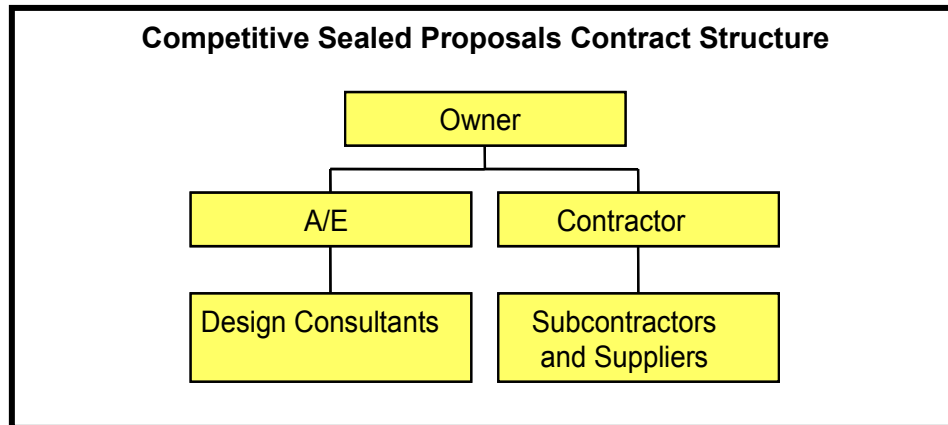 Competitive Sealed Proposals Contract Structure
Owner
A/E
Contractor
Design Consultants
Subcontractors
and Suppliers